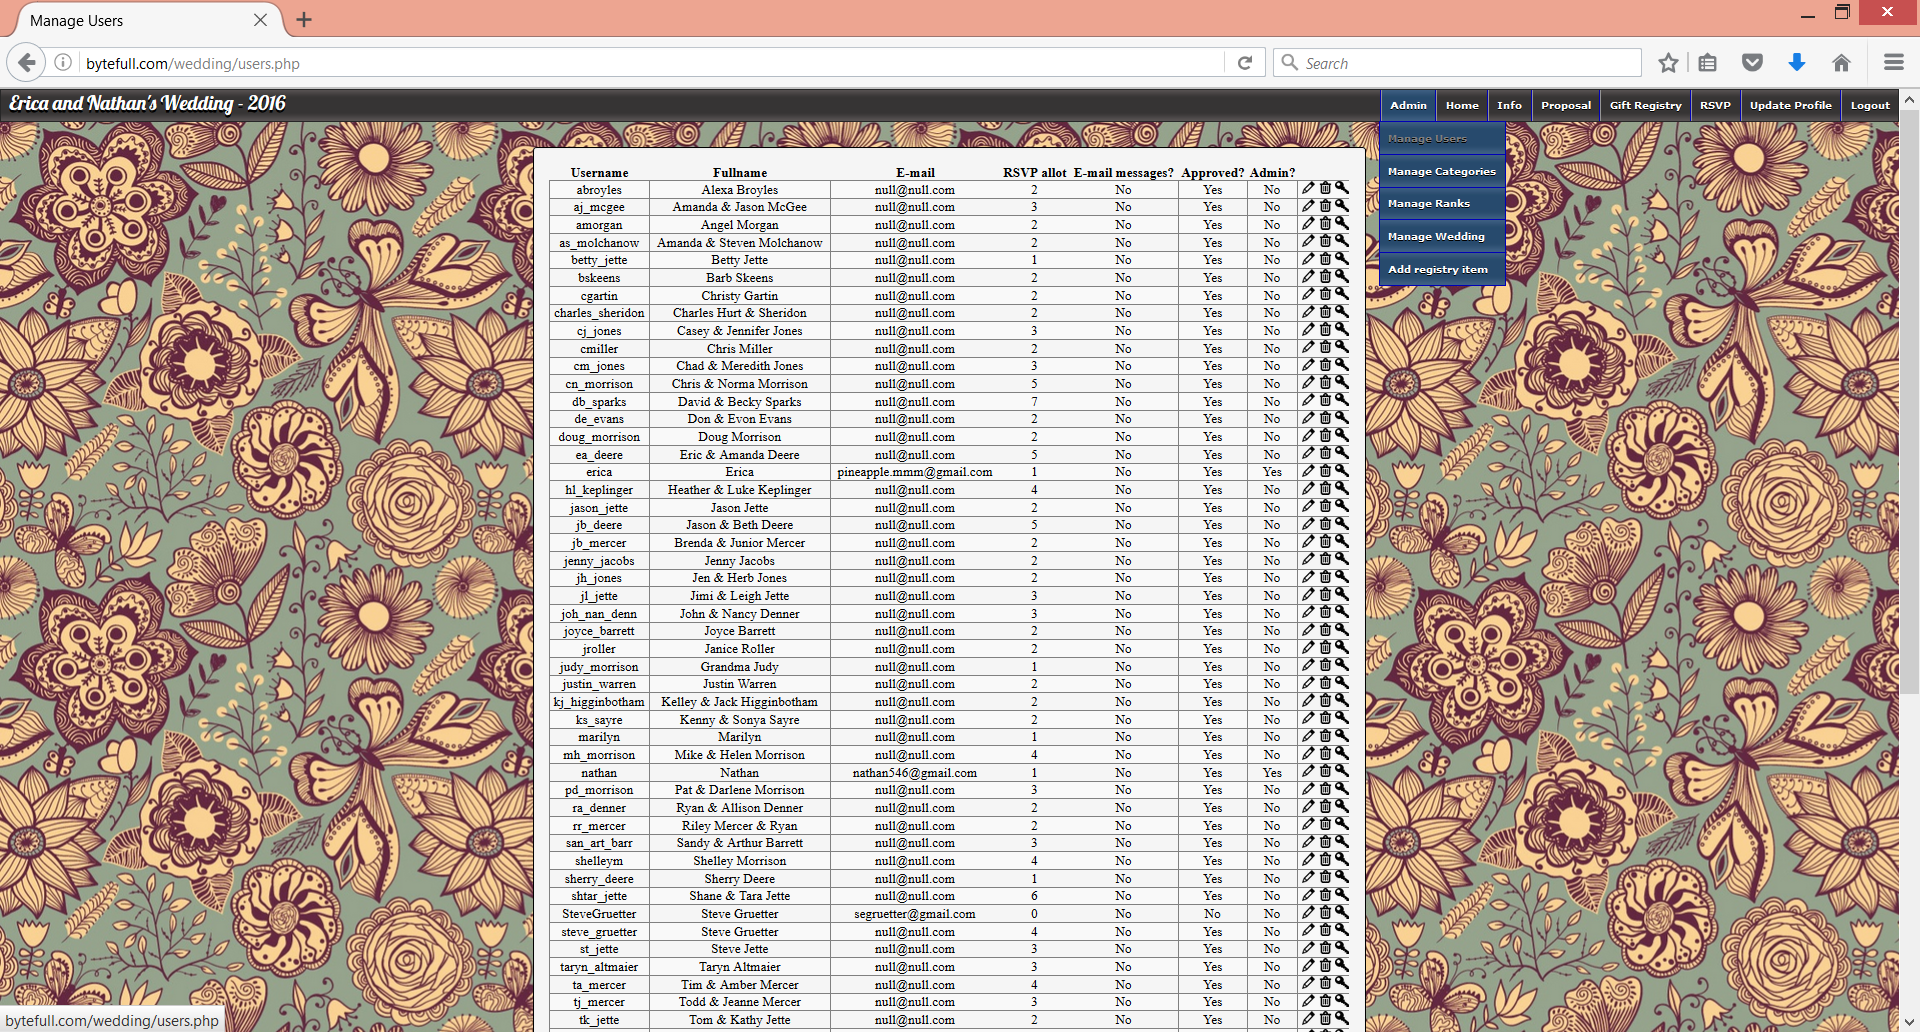 Manage Users
bytefull.com/wedding/users.php
Search
Erica and Nathan's Wedding - 2016
Admin Home Info Proposal Gift Registry RSVP Update Profile Logout
Manage Users
Manage Categories
Manage Ranks
Manage Wedding
Add registry item
Username Fullname E-mail RSVP allot E-mail messages? Approved? Admin?
abroyles Alexa Broyles null@null.com 2 No Yes No
aj_mcgee Amanda & Jason McGee null@null.com 3 No Yes No
amorgan Angel Morgan null@null.com 2 No Yes No
as_molchanow Amanda & Steven Molchanow null@null.com 2 No Yes No
betty_jette Betty Jette null@null.com 1 No Yes No
bskeens Barb Skeens null@null.com 2 No Yes No
cgartin Christy Gartin null@null.com 2 No Yes No
charles_sheridon Charles Hurt & Sheridon null@null.com 2 No Yes No
cj_jones Casey & Jennifer Jones null@null.com 3 No Yes No
cmiller Chris Miller null@null.com 2 No Yes No
cm_jones Chad & Meredith Jones null@null.com 3 No Yes No
cn_morrison Chris & Norma Morrison null@null.com 5 No Yes No
db_sparks David & Becky Sparks null@null.com 7 No Yes No
de_evans Don & Evon Evans null@null.com 2 No Yes No
doug_morrison Doug Morrison null@null.com 2 No Yes No
ea_deere Eric & Amanda Deere null@null.com 5 No Yes No
erica Erica pineapple.mmm@gmail.com 1 No Yes Yes
hl_keplinger Heather & Luke Keplinger null@null.com 4 No Yes No
jason_jette Jason Jette null@null.com 2 No Yes No
jb_deere Jason & Beth Deere null@null.com 5 No Yes No
jb_mercer Brenda & Junior Mercer null@null.com 2 No Yes No
jenny_jacobs Jenny Jacobs null@null.com 2 No Yes No
jh_jones Jen & Herb Jones null@null.com 2 No Yes No
jl_jette Jimi & Leigh Jette null@null.com 3 No Yes No
joh_nan_denn John & Nancy Denner null@null.com 3 No Yes No
joyce_barrett Joyce Barrett null@null.com 2 No Yes No
jroller Janice Roller null@null.com 2 No Yes No
judy_morrison Grandma Judy null@null.com 1 No Yes No
justin_warren Justin Warren null@null.com 2 No Yes No
kj_higginbotham Kelley & Jack Higginbotham null@null.com 2 No Yes No
ks_sayre Kenny & Sonya Sayre null@null.com 2 No Yes No
marilyn Marilyn null@null.com 1 No Yes No
mh_morrison Mike & Helen Morrison null@null.com 4 No Yes No
nathan Nathan nathan546@gmail.com 1 No Yes Yes
pd_morrison Pat & Darlene Morrison null@null.com 3 No Yes No
ra_denner Ryan & Allison Denner null@null.com 2 No Yes No
rr_mercer Riley Mercer & Ryan null@null.com 2 No Yes No
san_art_barr Sandy & Arthur Barrett null@null.com 3 No Yes No
shelleym Shelley Morrison null@null.com 4 No Yes No
sherry_deere Sherry Deere null@null.com 1 No Yes No
shtar_jette Shane & Tara Jette null@null.com 6 No Yes No
SteveGruetter Steve Gruetter segruetter@gmail.com 0 No No No
steve_gruetter Steve Gruetter null@null.com 4 No Yes No
st_jette Steve Jette null@null.com 3 No Yes No
taryn_altmaier Taryn Altmaier null@null.com 3 No Yes No
ta_mercer Tim & Amber Mercer null@null.com 4 No Yes No
tj_mercer Todd & Jeanne Mercer null@null.com 3 No Yes No
tk_jette Tom & Kathy Jette null@null.com 2 No Yes No
bytefull.com/wedding/users.php